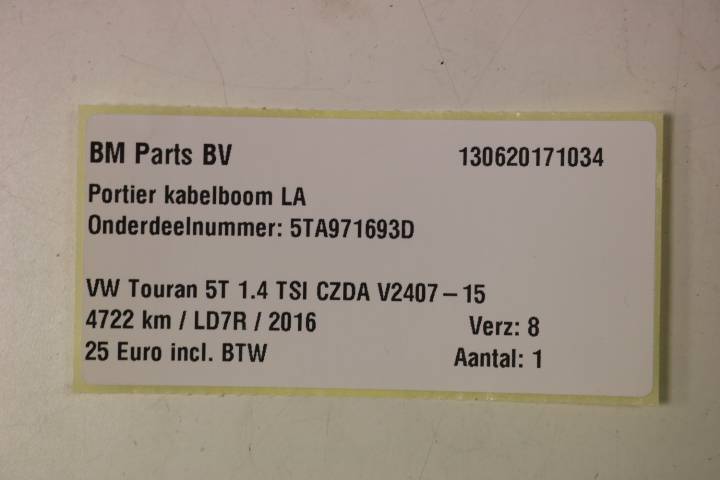 BM Parts BV 130620171034
Portier kabelboom LA
Onderdeelnummer: 5TA971693D
VW Touran 5T 1.4 TSI CZDA V2407-15
4722 km / LD7R / 2016 Verz: 8
25 Euro incl. BTW Aantal: 1